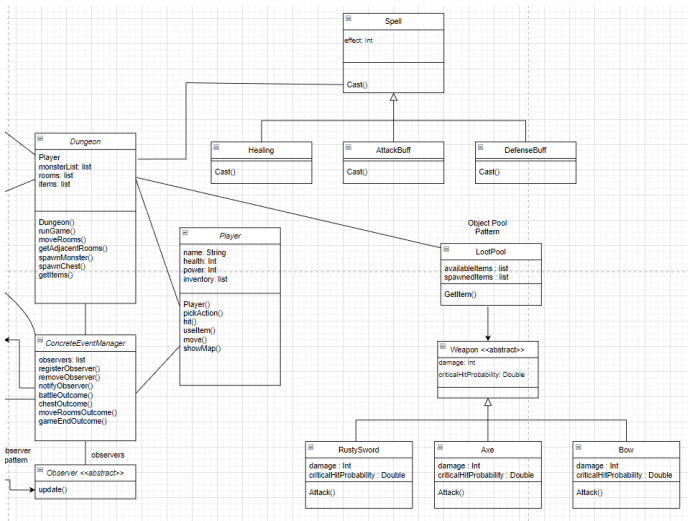 Spell
effect: Int
Cast()
Healing
Cast()
AttackBuff
Cast()
DefenseBuff
Cast()
Dungeon
Player
monsterList: list
rooms: list
items: list
Dungeon()
runGame()
moveRooms()
getAdjacentRooms()
spawnMonster()
spawnChest()
getItems()
Player
name: String
health: Int
power: Int
inventory: list
Player()
pickAction()
hit()
useItem()
move()
showMap()
Object Pool
Pattern
LootPool
availableItems : list
spawnedItems : list
GetItem()
ConcreteEventManager
observers: list
registerObserver()
removeObserver()
notifyObserver()
battleOutcome()
chestOutcome()
moveRoomsOutcome()
gameEndOutcome()
Weapon <<abstract>>
damage: Int
criticalHitProbability: Double
bserver
pattern
observers
Observer <<abstract>>
update()
RustySword
damage : Int
criticalHitProbability : Double
Attack()
Axe
damage : Int
criticalHitProbability : Double
Attack()
Bow
damage : Int
criticalHitProbability : Double
Attack()